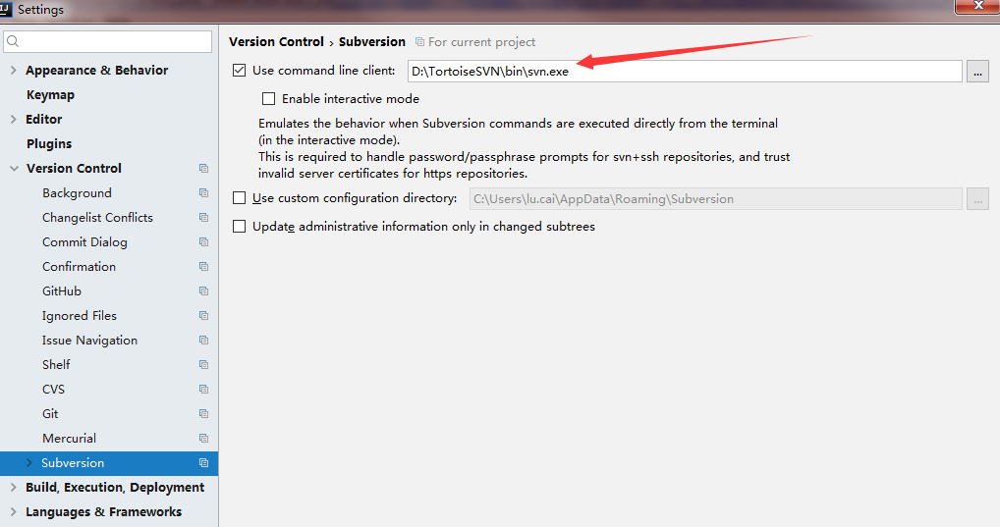 IJ Settings
Version Control › Subversion For current project
Appearance & Behavior
Keymap
Editor
Plugins
Version Control
Background
Changelist Conflicts
Commit Dialog
Confirmation
GitHub
Ignored Files
Issue Navigation
Shelf
CVS
Git
Mercurial
Subversion
Build, Execution, Deployment
Languages & Frameworks
Use command line client: D:\TortoiseSVN\bin\svn.exe ...
Enable interactive mode
Emulates the behavior when Subversion commands are executed directly from the terminal
(in the interactive mode).
This is required to handle password/passphrase prompts for svn+ssh repositories, and trust
invalid server certificates for https repositories.
Use custom configuration directory: C:\Users\lu.cai\AppData\Roaming\Subversion ...
Update administrative information only in changed subtrees